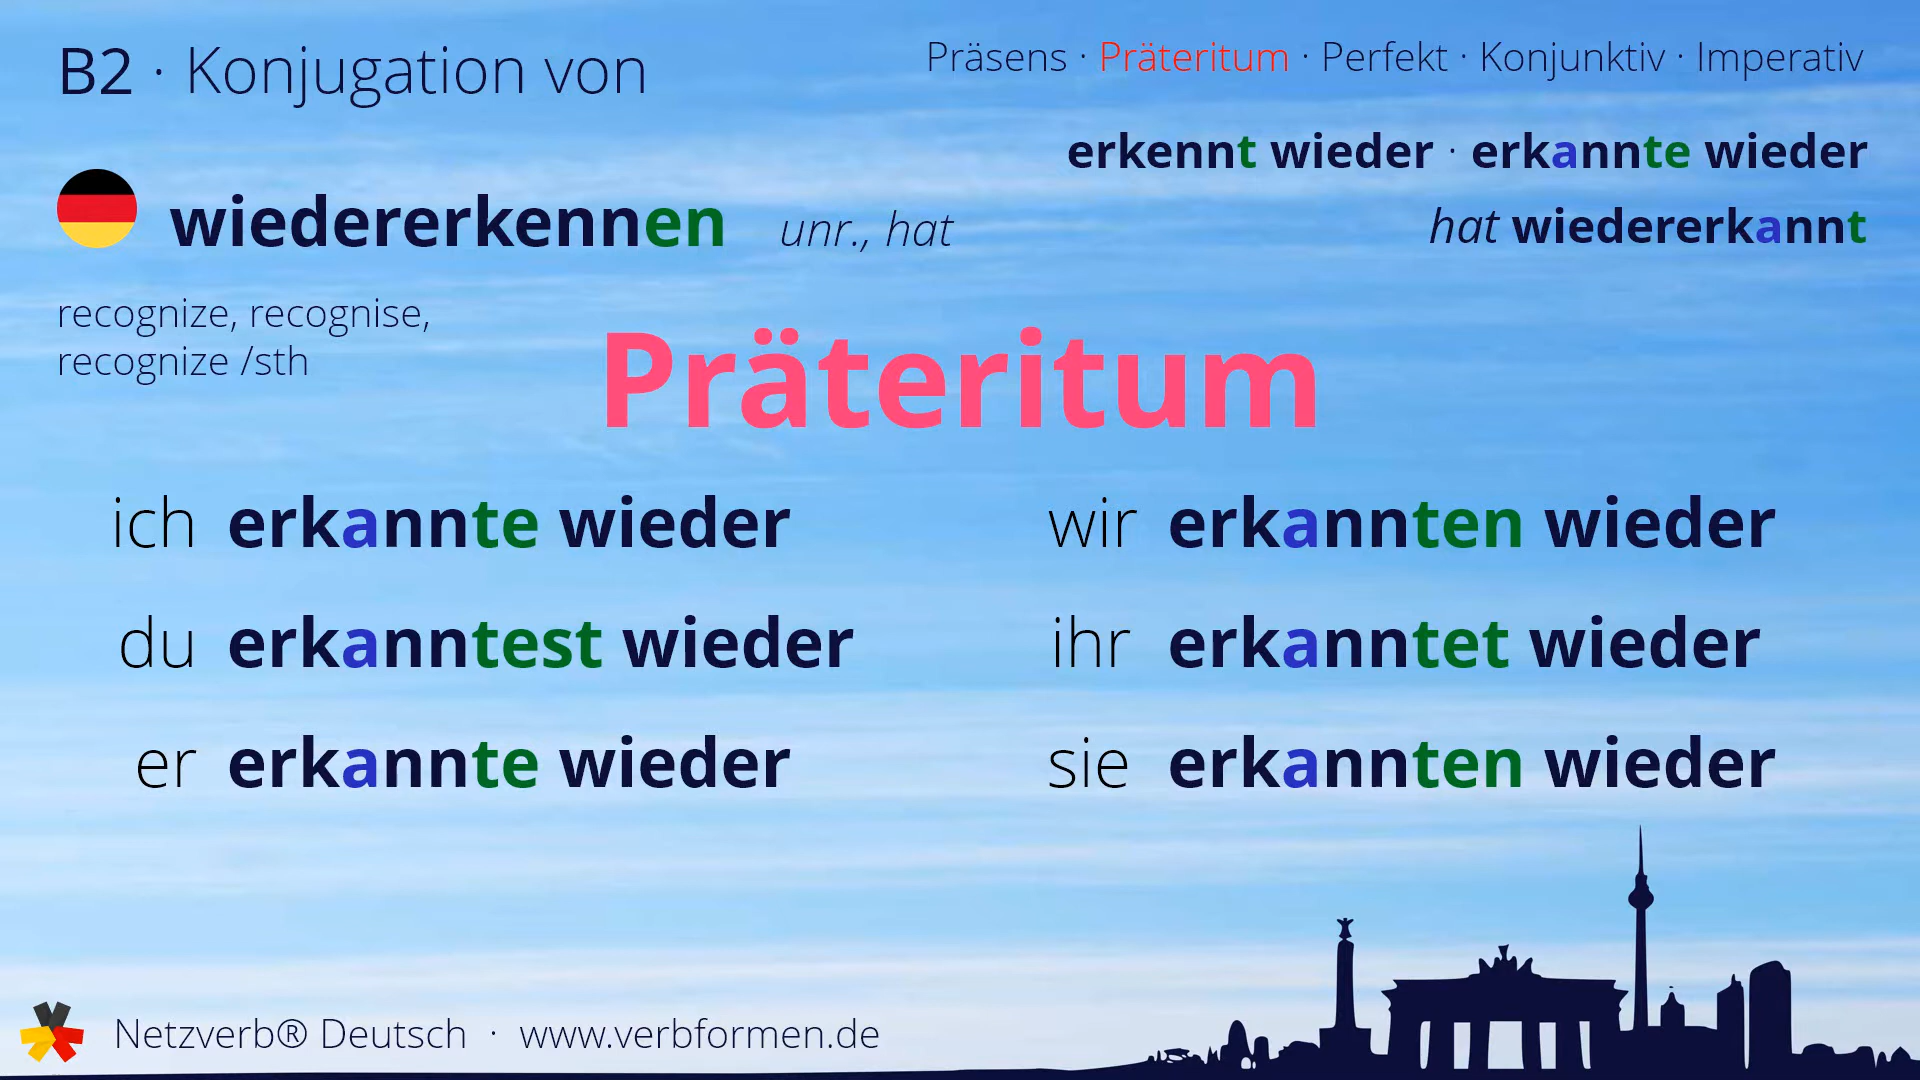 B2 · Konjugation von
Präsens · Präteritum · Perfekt · Konjunktiv · Imperativ
erkennt wieder · erkannte wieder
hat wiedererkannt
wiedererkennen unr., hat
recognize, recognise,
recognize /sth
Präteritum
ich erkannte wieder
du erkanntest wieder
er erkannte wieder
wir erkannten wieder
ihr erkanntet wieder
sie erkannten wieder
Netzverb® Deutsch · www.verbformen.de